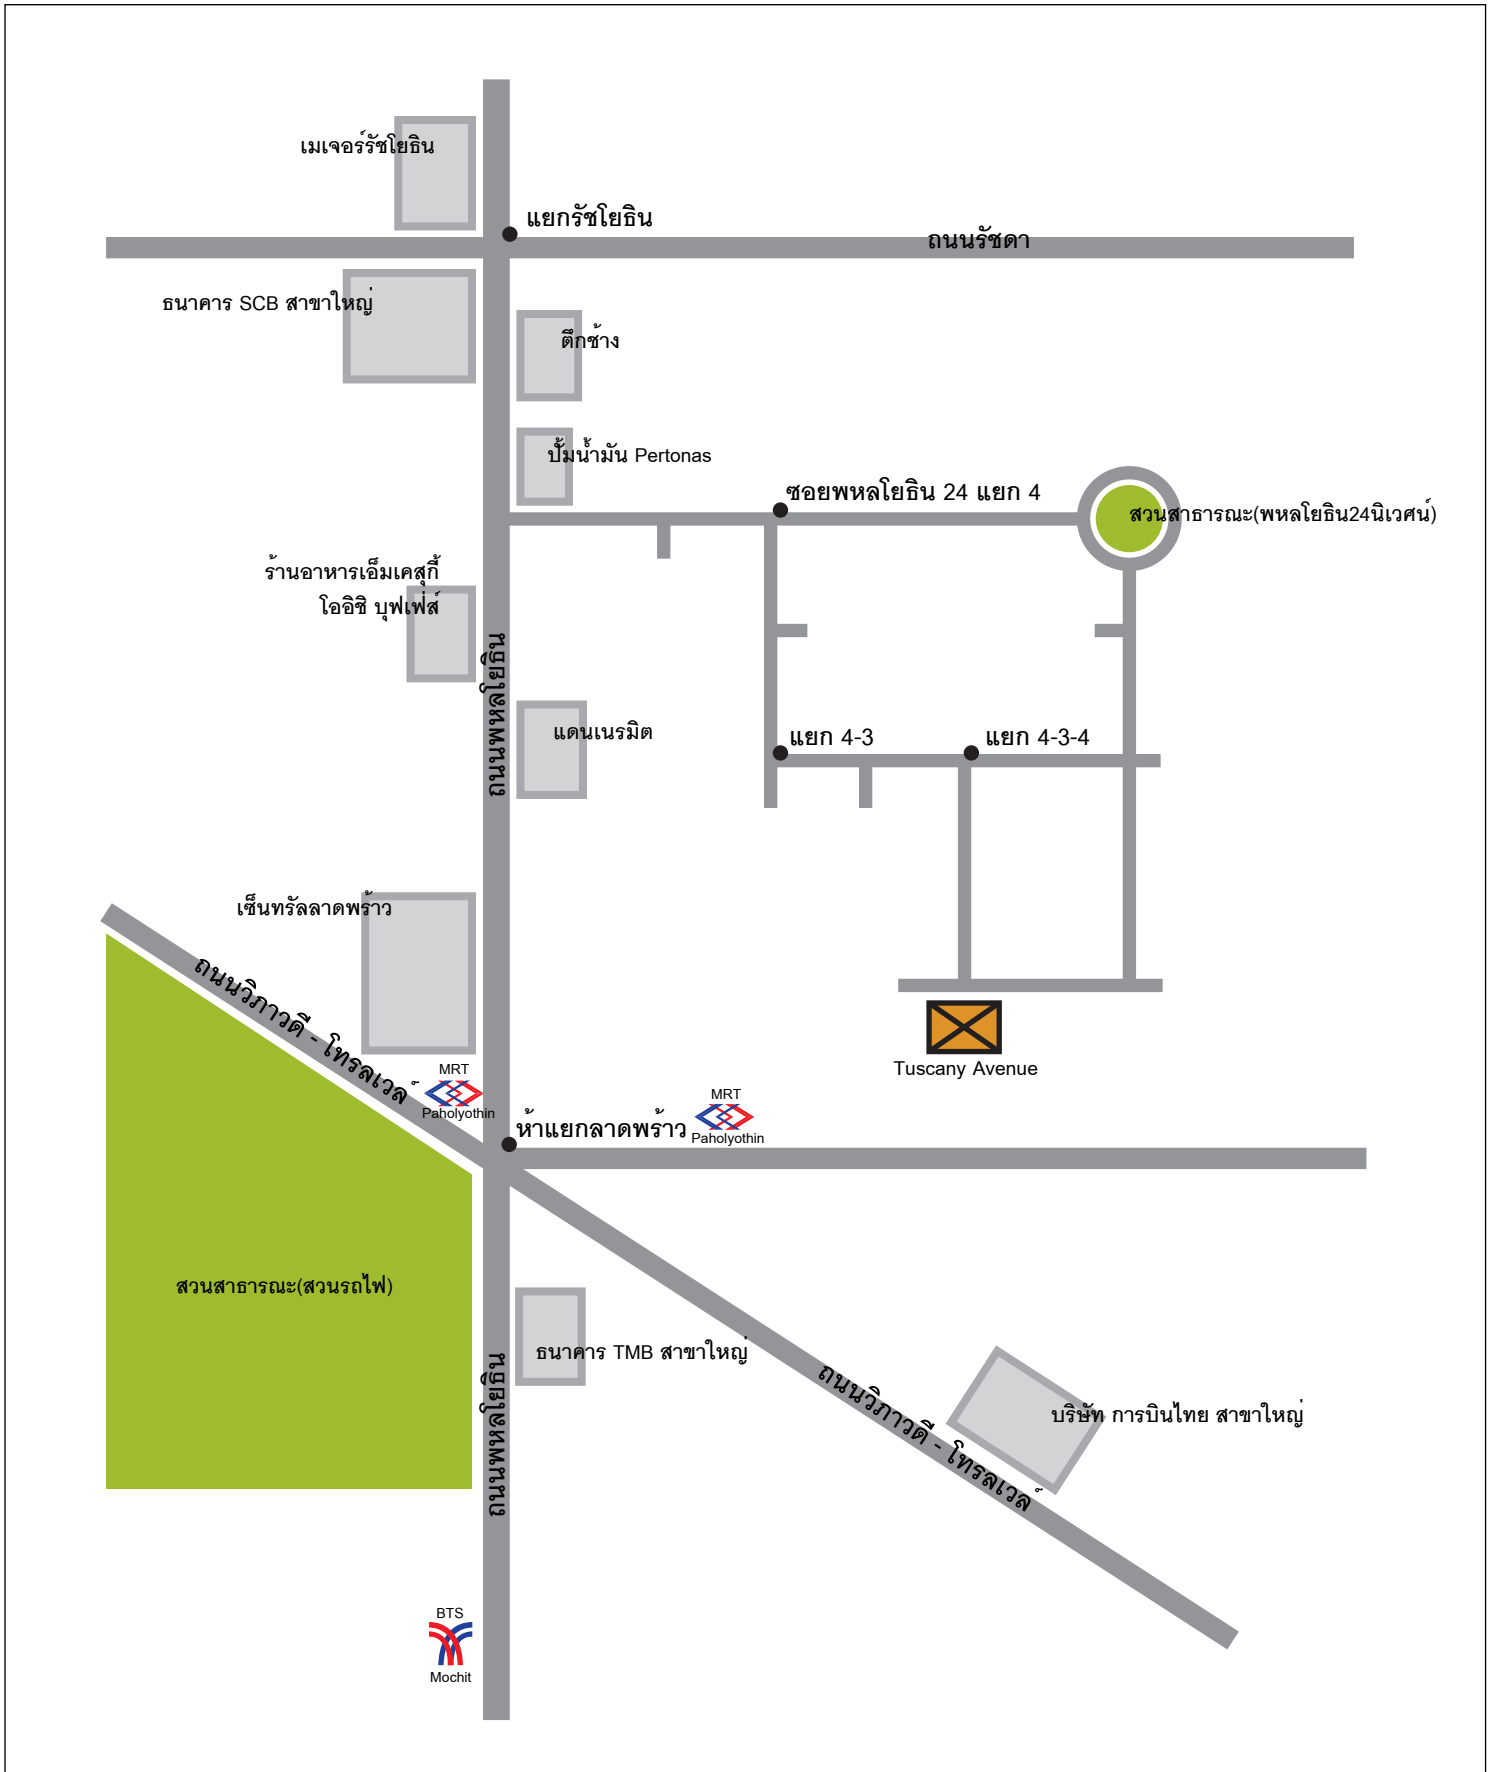 เมเจอร์รัชโยธิน
แยกรัชโยธิน
ถนนรัชดา
ธนาคาร SCB สาขาใหญ่
ตึกช้าง
ปั้มน้ำมัน Pertonas
ซอยพหลโยธิน 24 แยก 4
สวนสาธารณะ(พหลโยธิน24นิเวศน์)
ร้านอาหารเอ็มเคสุกี้
โออิชิ บุฟเฟ่ส์
ถนนพหลโยธิน
แดนเนรมิต
แยก 4-3
แยก 4-3-4
เซ็นทรัลลาดพร้าว
ถนนวิภาวดี - โทรลเวล์
MRT
Paholyothin
Tuscany Avenue
ห้าแยกลาดพร้าว
MRT
Paholyothin
สวนสาธารณะ(สวนรถไฟ)
ธนาคาร TMB สาขาใหญ่
ถนนพหลโยธิน
ถนนวิภาวดี - โทรลเวล์
บริษัท การบินไทย สาขาใหญ่
BTS
Mochit